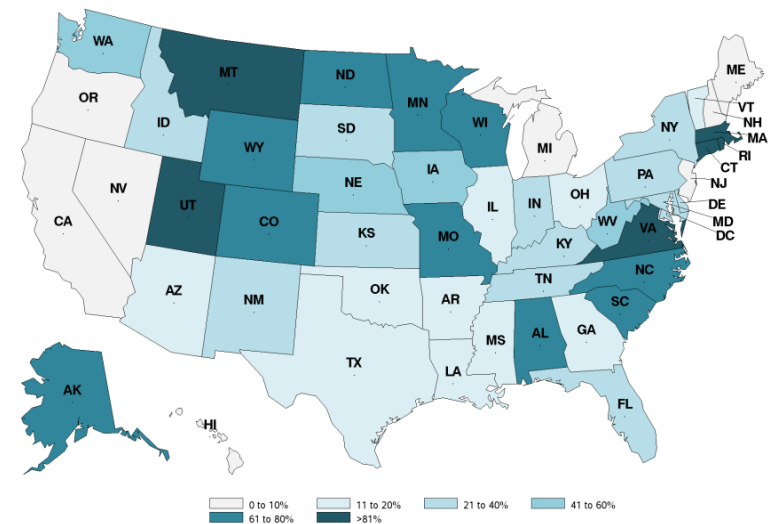 WA
MT
ND
MN
OR
ID
WY
SD
WI
MI
ME
VT
NH
MA
RI
CT
NY
PA
NJ
NV
UT
CO
NE
IA
IL
IN
OH
DE
MD
DC
CA
KS
MO
KY
WV
VA
AZ
NM
OK
AR
TN
NC
SC
TX
LA
MS
AL
GA
FL
AK
HI
0 to 10% 11 to 20% 21 to 40% 41 to 60%
61 to 80% >81%